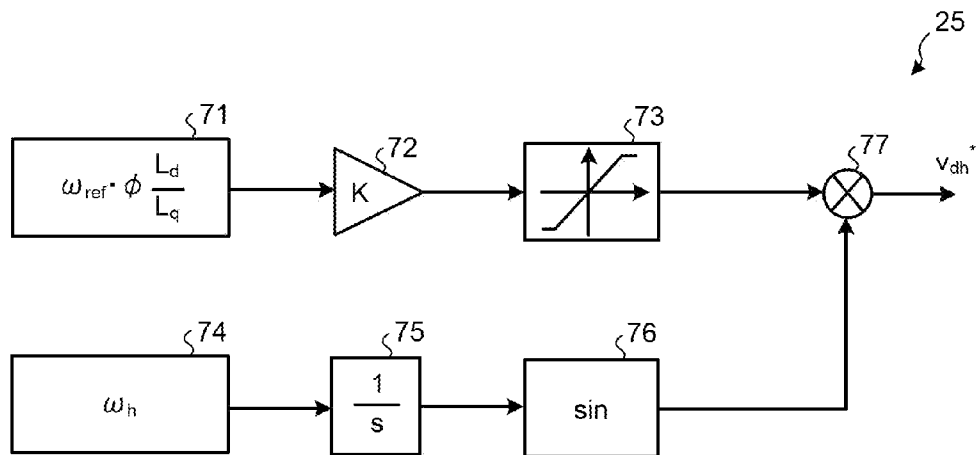 25
71
72
73
77
ω_ref · φ L_d / L_q
K
v_dh*
74
75
76
ω_h
1 / s
sin